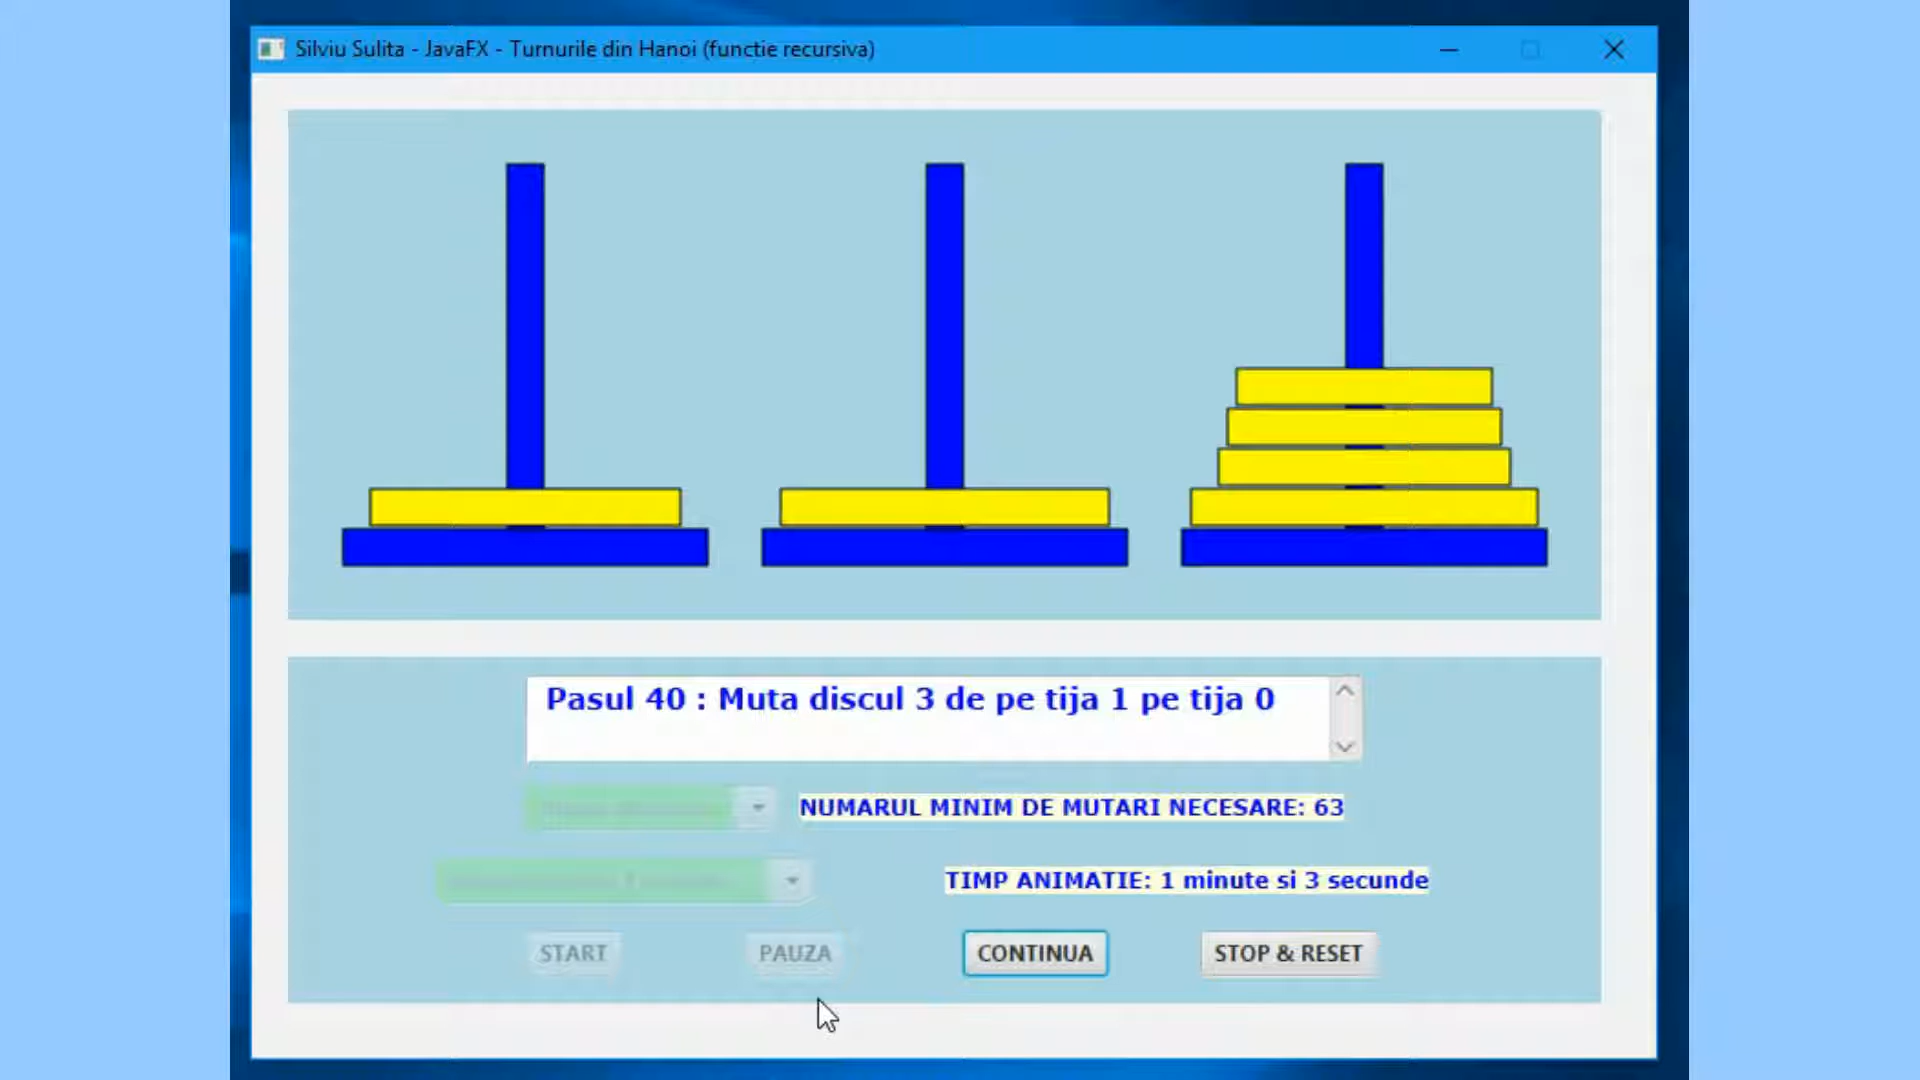 Silviu Sulita - JavaFX - Turnurile din Hanoi (functie recursiva)
Pasul 40 : Muta discul 3 de pe tija 1 pe tija 0
NUMARUL MINIM DE MUTARI NECESARE: 63
TIMP ANIMATIE: 1 minute si 3 secunde
START PAUZA CONTINUA STOP & RESET